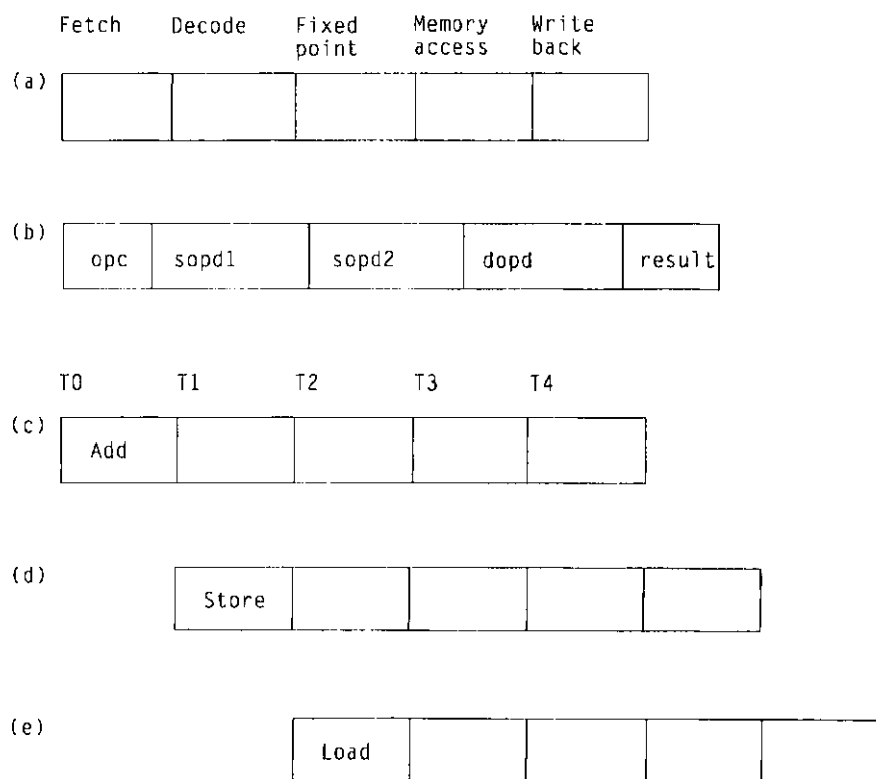 Fetch Decode Fixed point Memory access Write back
(a)
(b) opc sopd1 sopd2 dopd result
T0 T1 T2 T3 T4
(c) Add
(d) Store
(e) Load